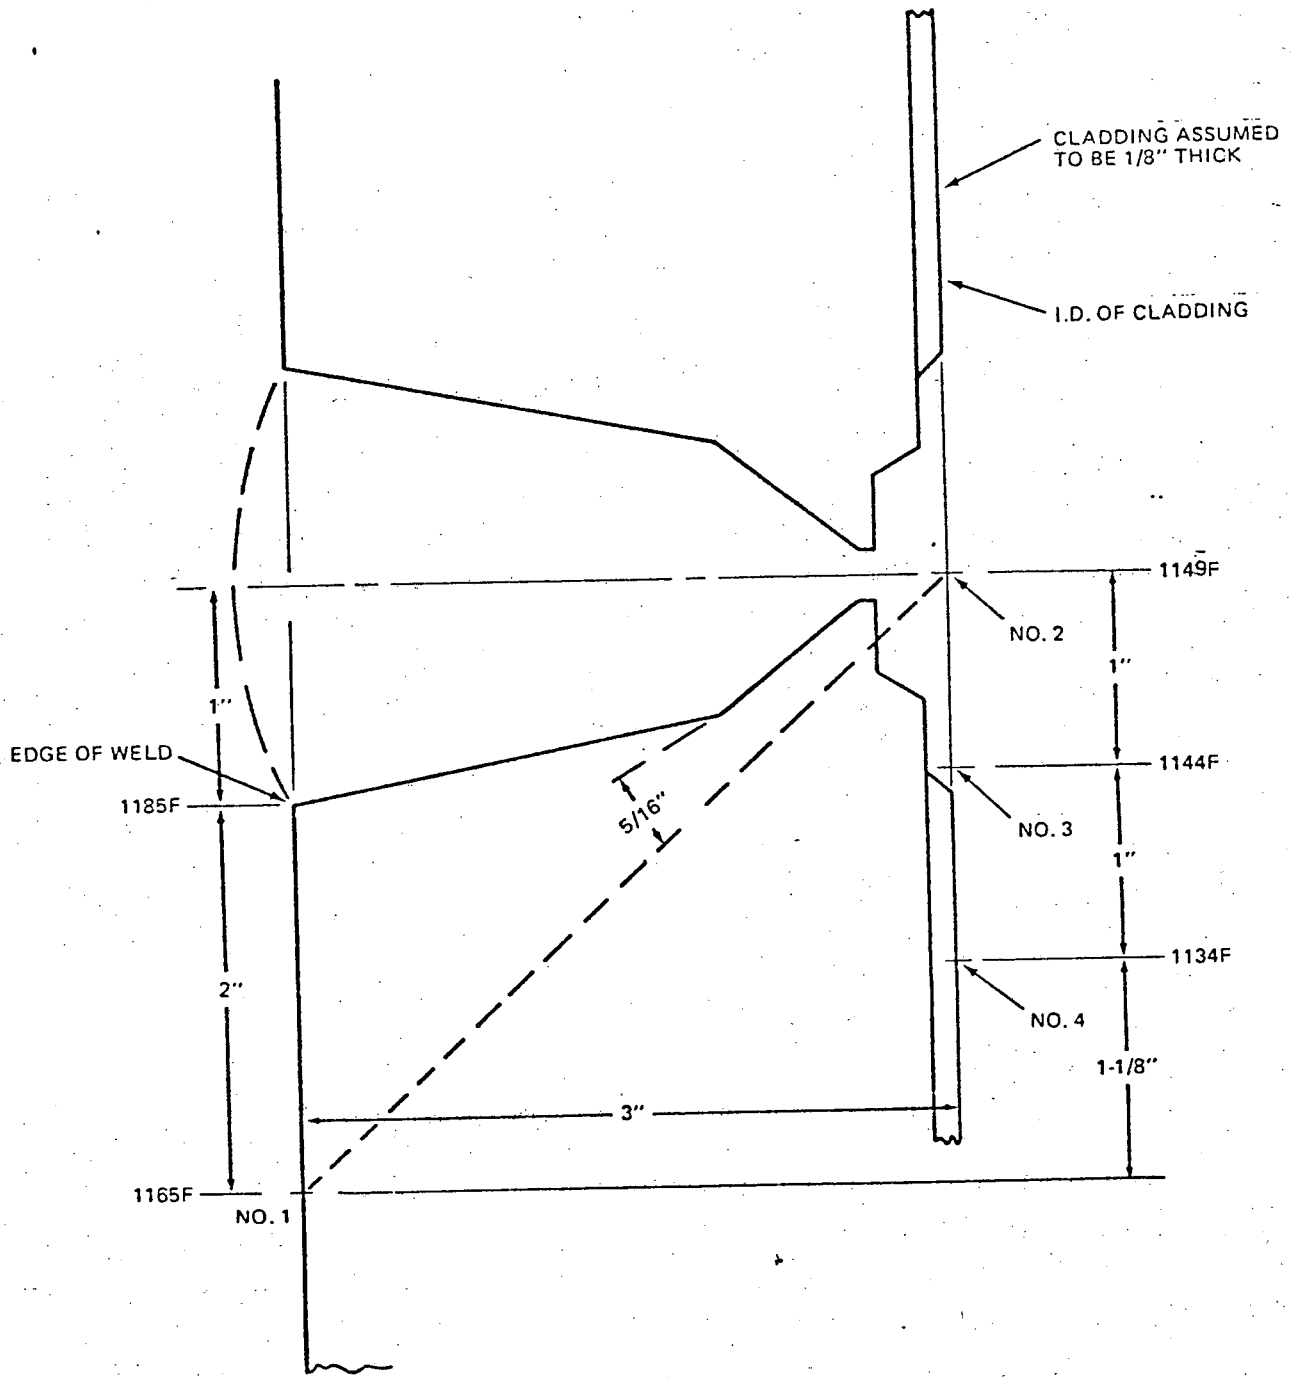 CLADDING ASSUMED
TO BE 1/8" THICK
I.D. OF CLADDING
1149F
NO. 2
1"
1"
EDGE OF WELD
1185F
1144F
5/16"
NO. 3
1"
1134F
2"
NO. 4
1-1/8"
3"
1165F
NO. 1